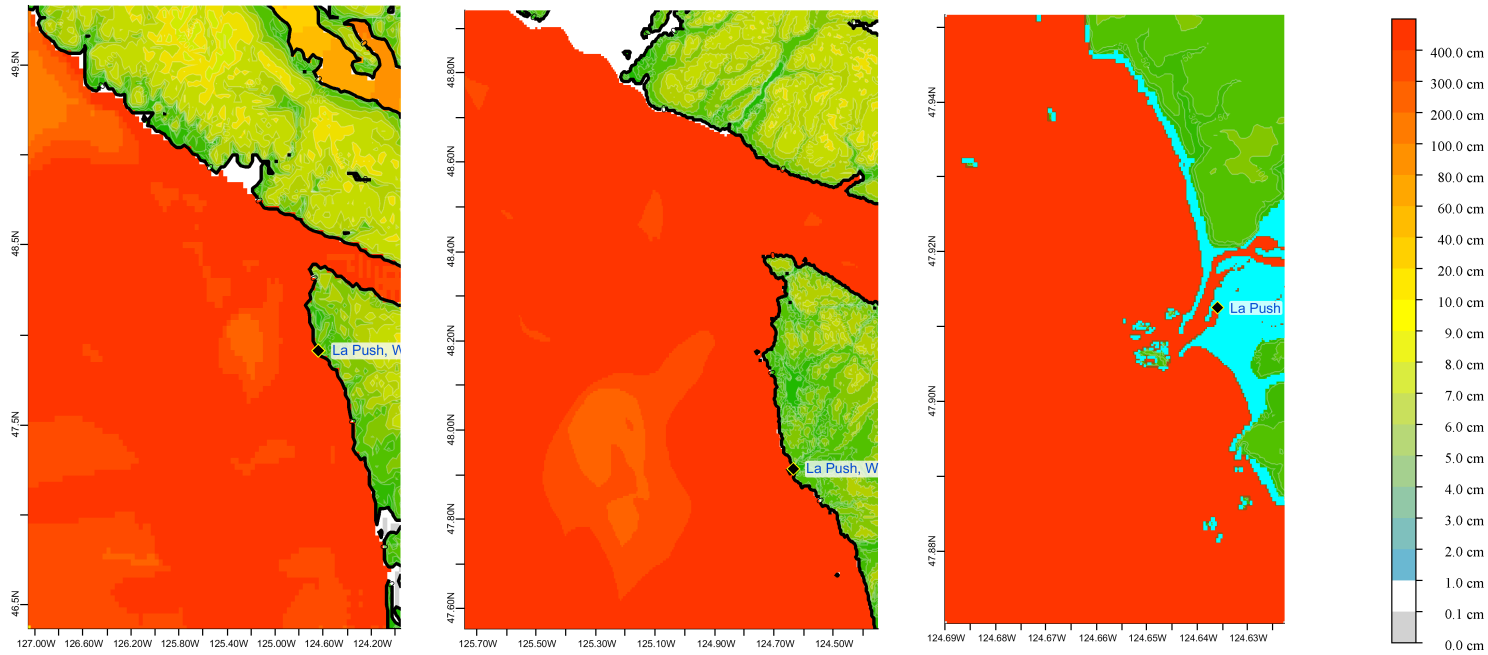 49.5N
48.5N
47.5N
46.5N
127.00W 126.60W 126.20W 125.80W 125.40W 125.00W 124.60W 124.20W
La Push, W
48.80N
48.60N
48.40N
48.20N
48.00N
47.80N
47.60N
125.70W 125.50W 125.30W 125.10W 124.90W 124.70W 124.50W
La Push, W
47.94N
47.92N
47.90N
47.88N
124.69W 124.68W 124.67W 124.66W 124.65W 124.64W 124.63W
La Push
400.0 cm
300.0 cm
200.0 cm
100.0 cm
80.0 cm
60.0 cm
40.0 cm
20.0 cm
10.0 cm
9.0 cm
8.0 cm
7.0 cm
6.0 cm
5.0 cm
4.0 cm
3.0 cm
2.0 cm
1.0 cm
0.1 cm
0.0 cm